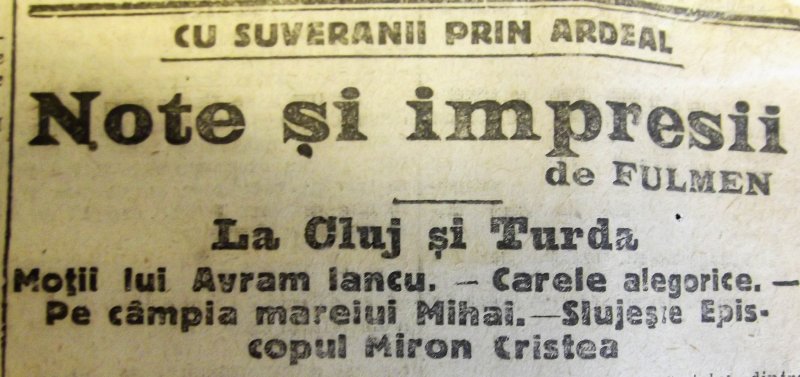 CU SUVERANII PRIN ARDEAL
Note și impresii
de FULMEN
La Cluj și Turda
Moții lui Avram Iancu. — Carele alegorice. —
Pe câmpia marelui Mihai. — Slujește Epis-
copul Miron Cristea